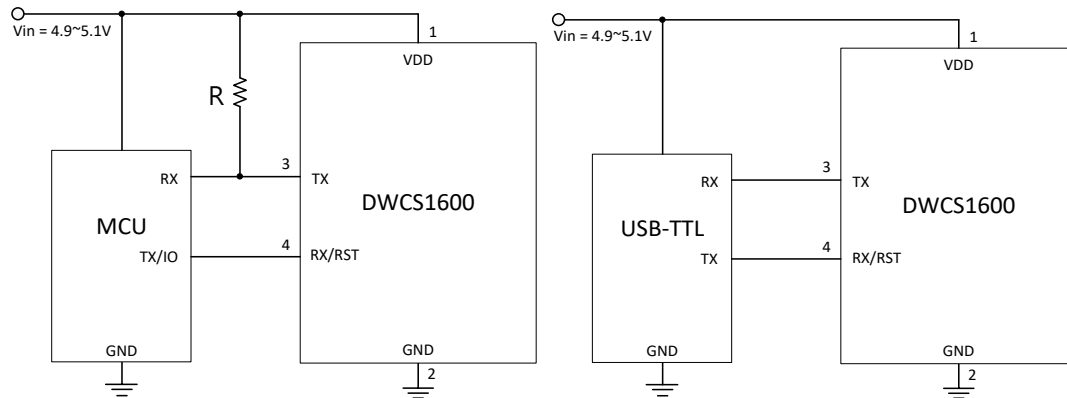 Vin = 4.9~5.1V
1
VDD
R
RX
3
TX
MCU
DWCS1600
TX/IO
4
RX/RST
GND
GND
2
Vin = 4.9~5.1V
1
VDD
RX
3
TX
USB-TTL
DWCS1600
TX
4
RX/RST
GND
GND
2